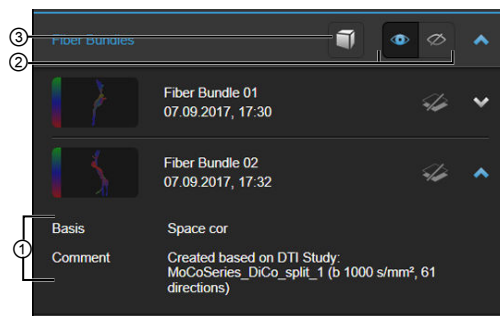 ③
Fiber Bundles
②
Fiber Bundle 01
07.09.2017, 17:30
Fiber Bundle 02
07.09.2017, 17:32
①
Basis Space cor
Comment Created based on DTI Study:
MoCoSeries_DiCo_split_1 (b 1000 s/mm², 61
directions)